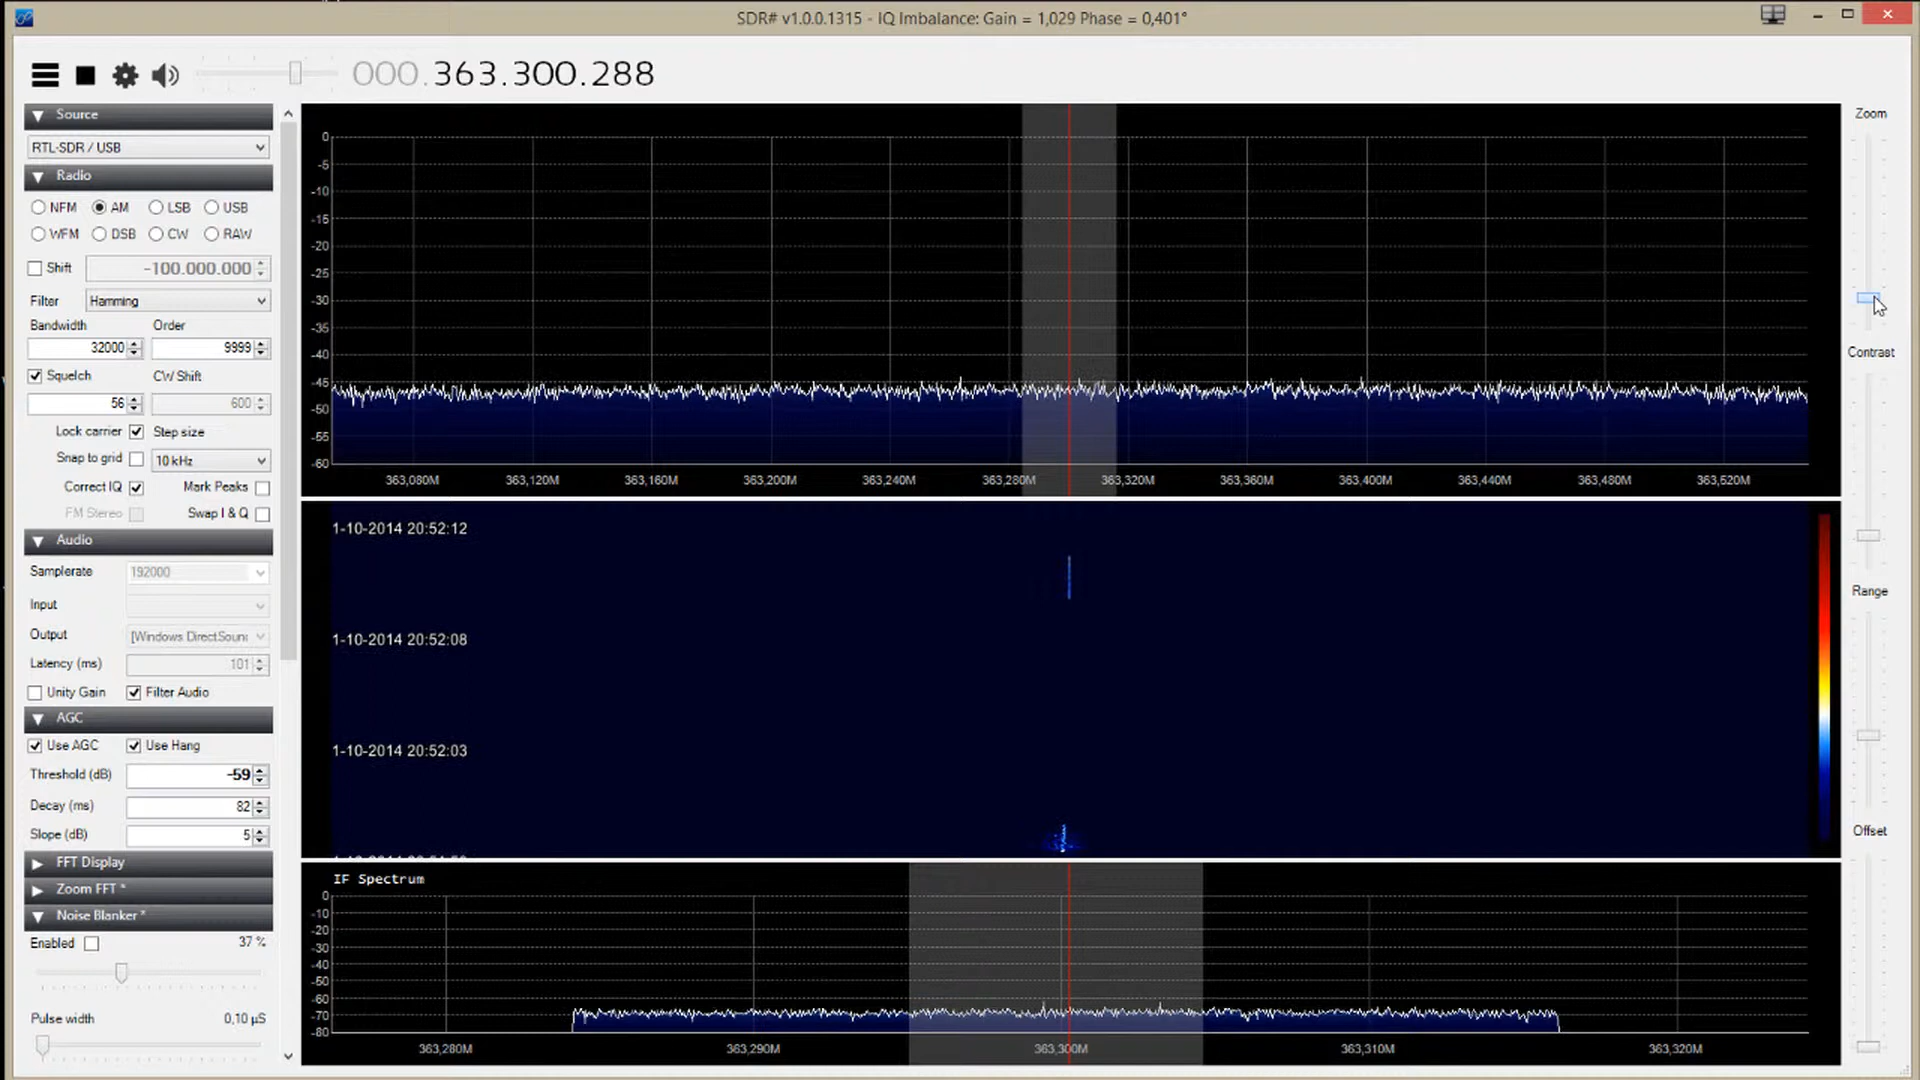 SDR# v1.0.0.1315 - IQ Imbalance: Gain = 1,029 Phase = 0,401°
000.363.300.288
Source
RTL-SDR / USB
Radio
NFM AM LSB USB
WFM DSB CW RAW
Shift -100.000.000
Filter Hamming
Bandwidth Order
32000 9999
Squelch CW Shift
56 600
Lock carrier Step size
Snap to grid 10 kHz
Correct IQ Mark Peaks
FM Stereo Swap I & Q
Audio
Samplerate 192000
Input
Output [Windows DirectSoun
Latency (ms) 101
Unity Gain Filter Audio
AGC
Use AGC Use Hang
Threshold (dB) -59
Decay (ms) 82
Slope (dB) 5
FFT Display
Zoom FFT *
Noise Blanker *
Enabled 37 %
Pulse width 0,10 µS
0
-5
-10
-15
-20
-25
-30
-35
-40
-45
-50
-55
-60
363,080M 363,120M 363,160M 363,200M 363,240M 363,280M 363,320M 363,360M 363,400M 363,440M 363,480M 363,520M
1-10-2014 20:52:12
1-10-2014 20:52:08
1-10-2014 20:52:03
IF Spectrum
0
-10
-20
-30
-40
-50
-60
-70
-80
363,280M 363,290M 363,300M 363,310M 363,320M
Zoom
Contrast
Range
Offset